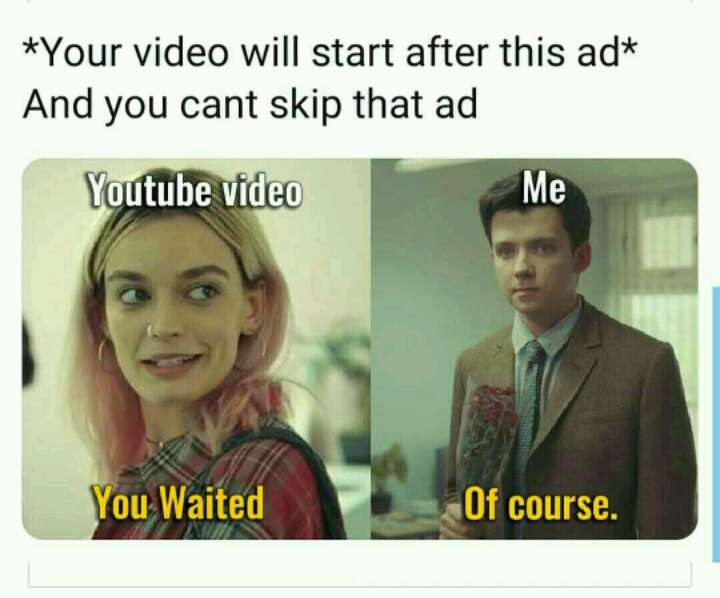 *Your video will start after this ad*
And you cant skip that ad
Youtube video
Me
You Waited
Of course.